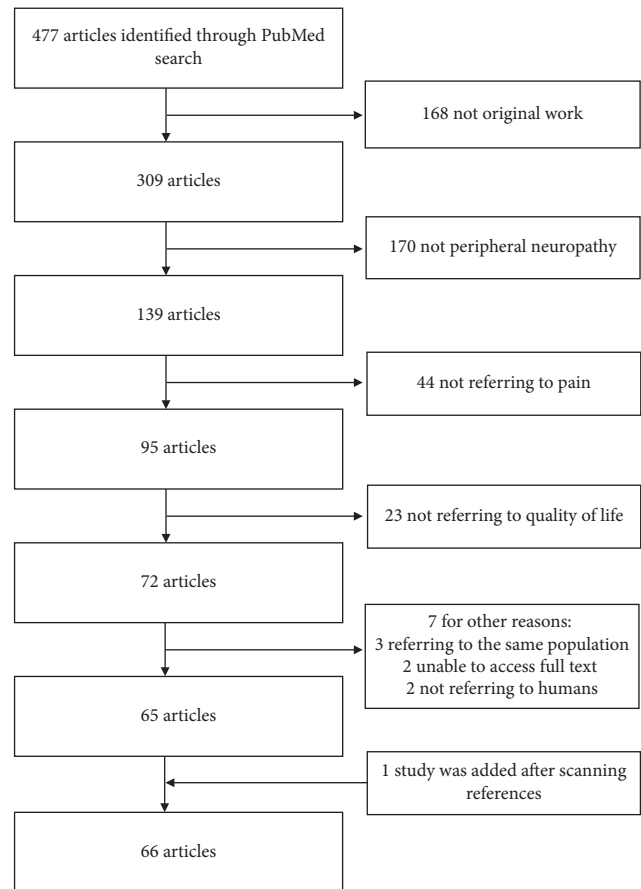 477 articles identified through PubMed
search
168 not original work
309 articles
170 not peripheral neuropathy
139 articles
44 not referring to pain
95 articles
23 not referring to quality of life
72 articles
7 for other reasons:
3 referring to the same population
2 unable to access full text
2 not referring to humans
65 articles
1 study was added after scanning
references
66 articles